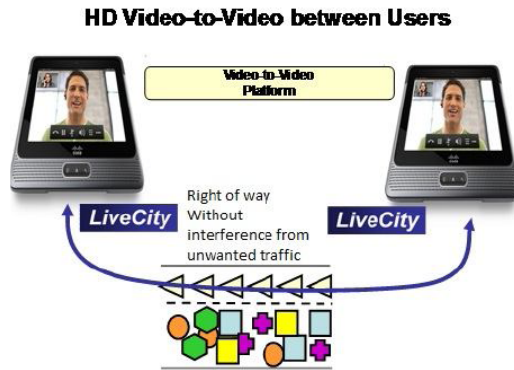 HD Video-to-Video between Users
Video-to-Video
Platform
LiveCity
Right of way
Without
interference from
unwanted traffic
LiveCity